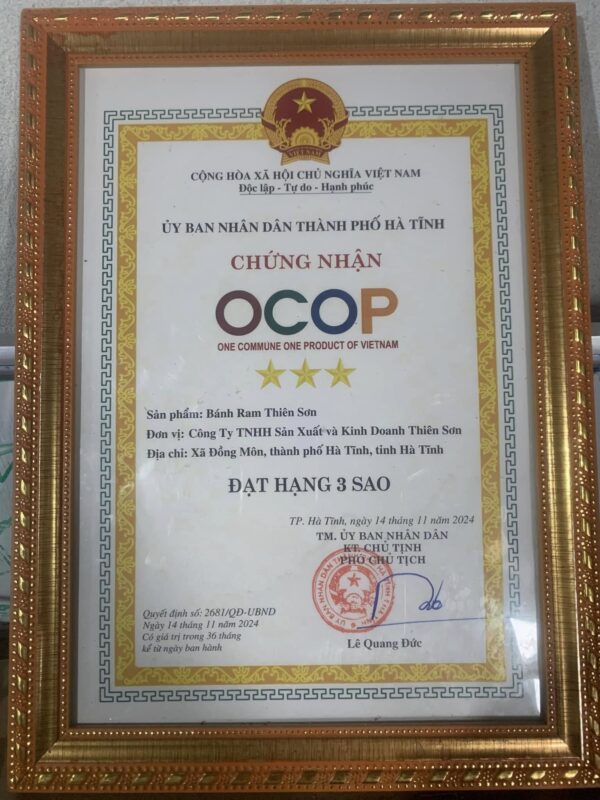 VIỆT NAM
CỘNG HÒA XÃ HỘI CHỦ NGHĨA VIỆT NAM
Độc lập - Tự do - Hạnh phúc
ỦY BAN NHÂN DÂN THÀNH PHỐ HÀ TĨNH
CHỨNG NHẬN
OCOP
ONE COMMUNE ONE PRODUCT OF VIETNAM
Sản phẩm: Bánh Ram Thiên Sơn
Đơn vị: Công Ty TNHH Sản Xuất và Kinh Doanh Thiên Sơn
Địa chỉ: Xã Đồng Môn, thành phố Hà Tĩnh, tỉnh Hà Tĩnh
ĐẠT HẠNG 3 SAO
TP. Hà Tĩnh, ngày 14 tháng 11 năm 2024
TM. ỦY BAN NHÂN DÂN
KT. CHỦ TỊNH
PHÓ CHỦ TỊCH
Quyết định số: 2681/QĐ-UBND
Ngày 14 tháng 11 năm 2024
Có giá trị trong 36 tháng
kể từ ngày ban hành
Lê Quang Đức